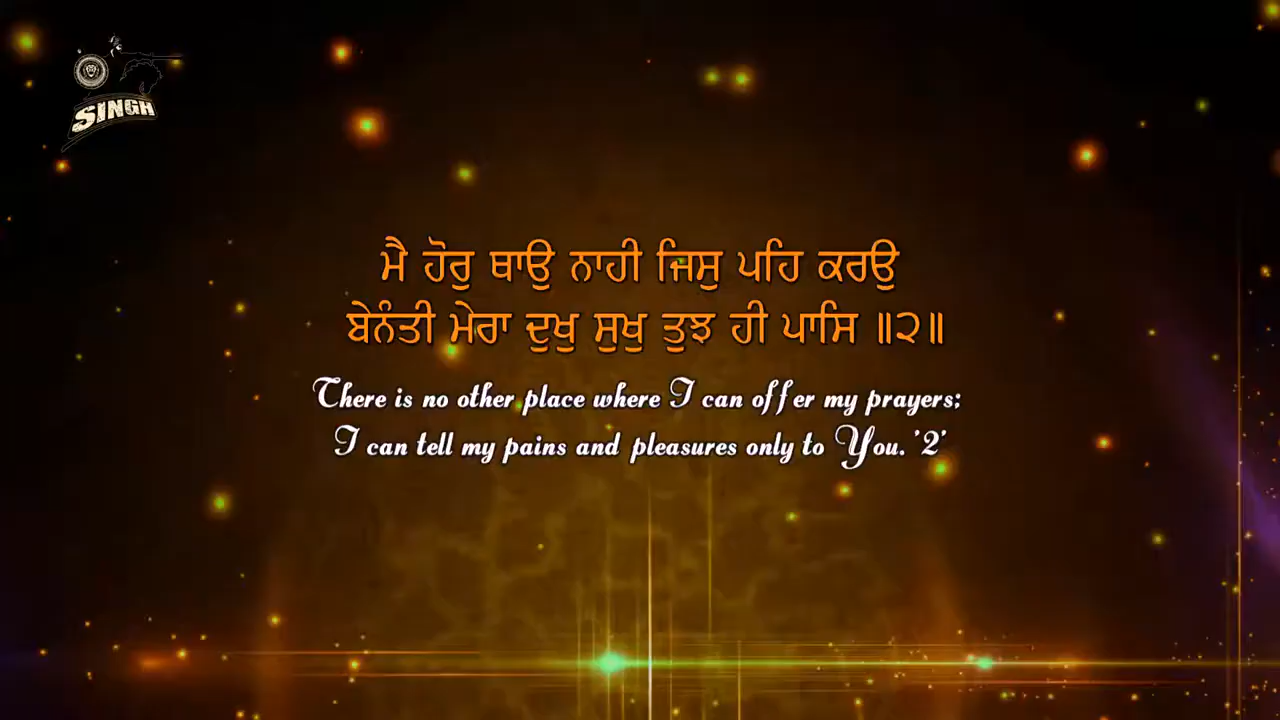 SINGH
ਮੈ ਹੋਰੁ ਥਾਉ ਨਾਹੀ ਜਿਸੁ ਪਹਿ ਕਰਉ
ਬੇਨੰਤੀ ਮੇਰਾ ਦੁਖੁ ਸੁਖੁ ਤੁਝ ਹੀ ਪਾਸਿ ॥੨॥
There is no other place where I can offer my prayers;
I can tell my pains and pleasures only to You. '2'